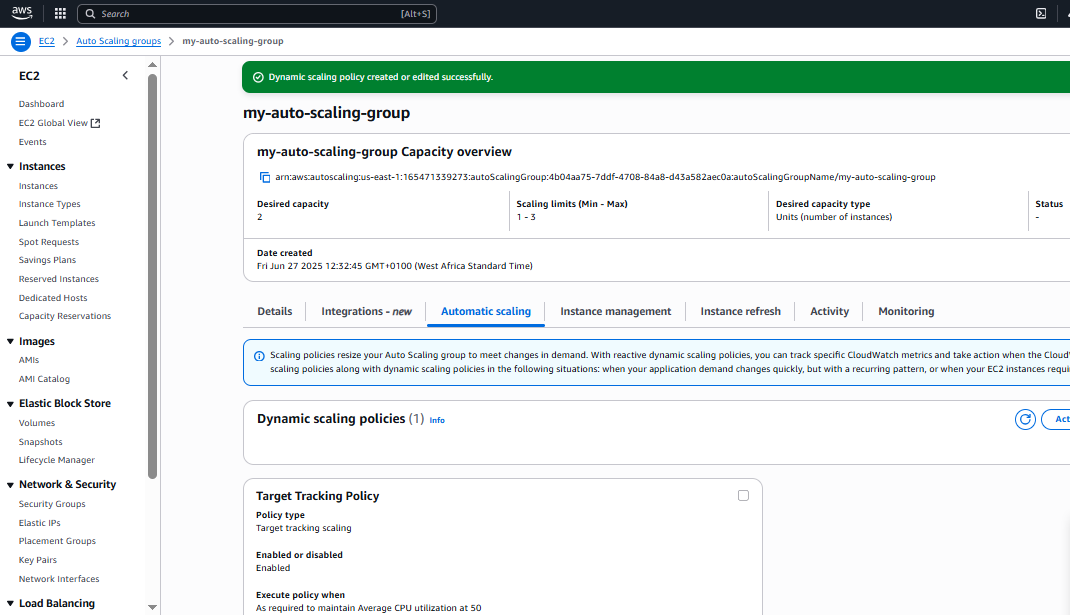 aws Search [Alt+S]
EC2 > Auto Scaling groups > my-auto-scaling-group
EC2
Dashboard
EC2 Global View
Events
Instances
Instances
Instance Types
Launch Templates
Spot Requests
Savings Plans
Reserved Instances
Dedicated Hosts
Capacity Reservations
Images
AMIs
AMI Catalog
Elastic Block Store
Volumes
Snapshots
Lifecycle Manager
Network & Security
Security Groups
Elastic IPs
Placement Groups
Key Pairs
Network Interfaces
Load Balancing
Dynamic scaling policy created or edited successfully.
my-auto-scaling-group
my-auto-scaling-group Capacity overview
arn:aws:autoscaling:us-east-1:165471339273:autoScalingGroup:4b04aa75-7ddf-4708-84a8-d43a582aec0a:autoScalingGroupName/my-auto-scaling-group
Desired capacity
2
Scaling limits (Min - Max)
1 - 3
Desired capacity type
Units (number of instances)
Status
-
Date created
Fri Jun 27 2025 12:32:45 GMT+0100 (West Africa Standard Time)
Details Integrations - new Automatic scaling Instance management Instance refresh Activity Monitoring
Scaling policies resize your Auto Scaling group to meet changes in demand. With reactive dynamic scaling policies, you can track specific CloudWatch metrics and take action when the Cloud
scaling policies along with dynamic scaling policies in the following situations: when your application demand changes quickly, but with a recurring pattern, or when your EC2 instances requi
Dynamic scaling policies (1) Info
Act
Target Tracking Policy
Policy type
Target tracking scaling
Enabled or disabled
Enabled
Execute policy when
As required to maintain Average CPU utilization at 50